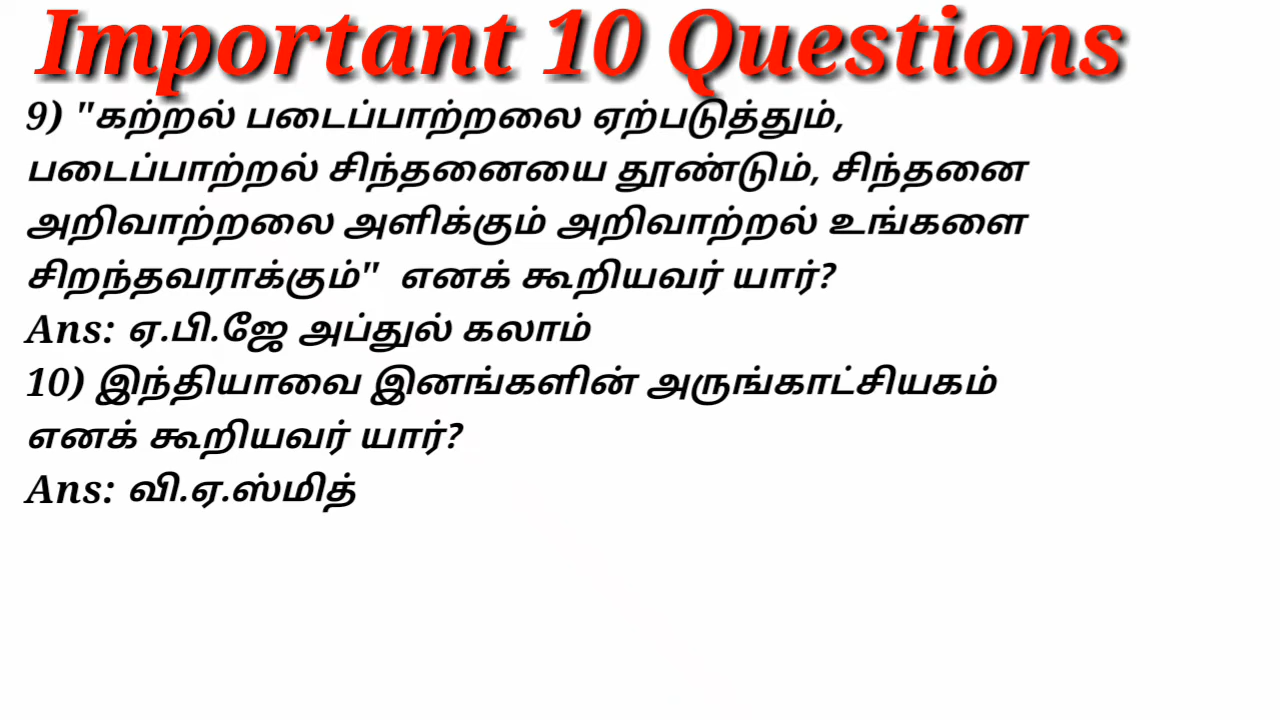 Important 10 Questions
9) "கற்றல் படைப்பாற்றலை ஏற்படுத்தும்,
படைப்பாற்றல் சிந்தனையை தூண்டும், சிந்தனை
அறிவாற்றலை அளிக்கும் அறிவாற்றல் உங்களை
சிறந்தவராக்கும்" எனக் கூறியவர் யார்?
Ans: ஏ.பி.ஜே அப்துல் கலாம்
10) இந்தியாவை இனங்களின் அருங்காட்சியகம்
எனக் கூறியவர் யார்?
Ans: வி.ஏ.ஸ்மித்